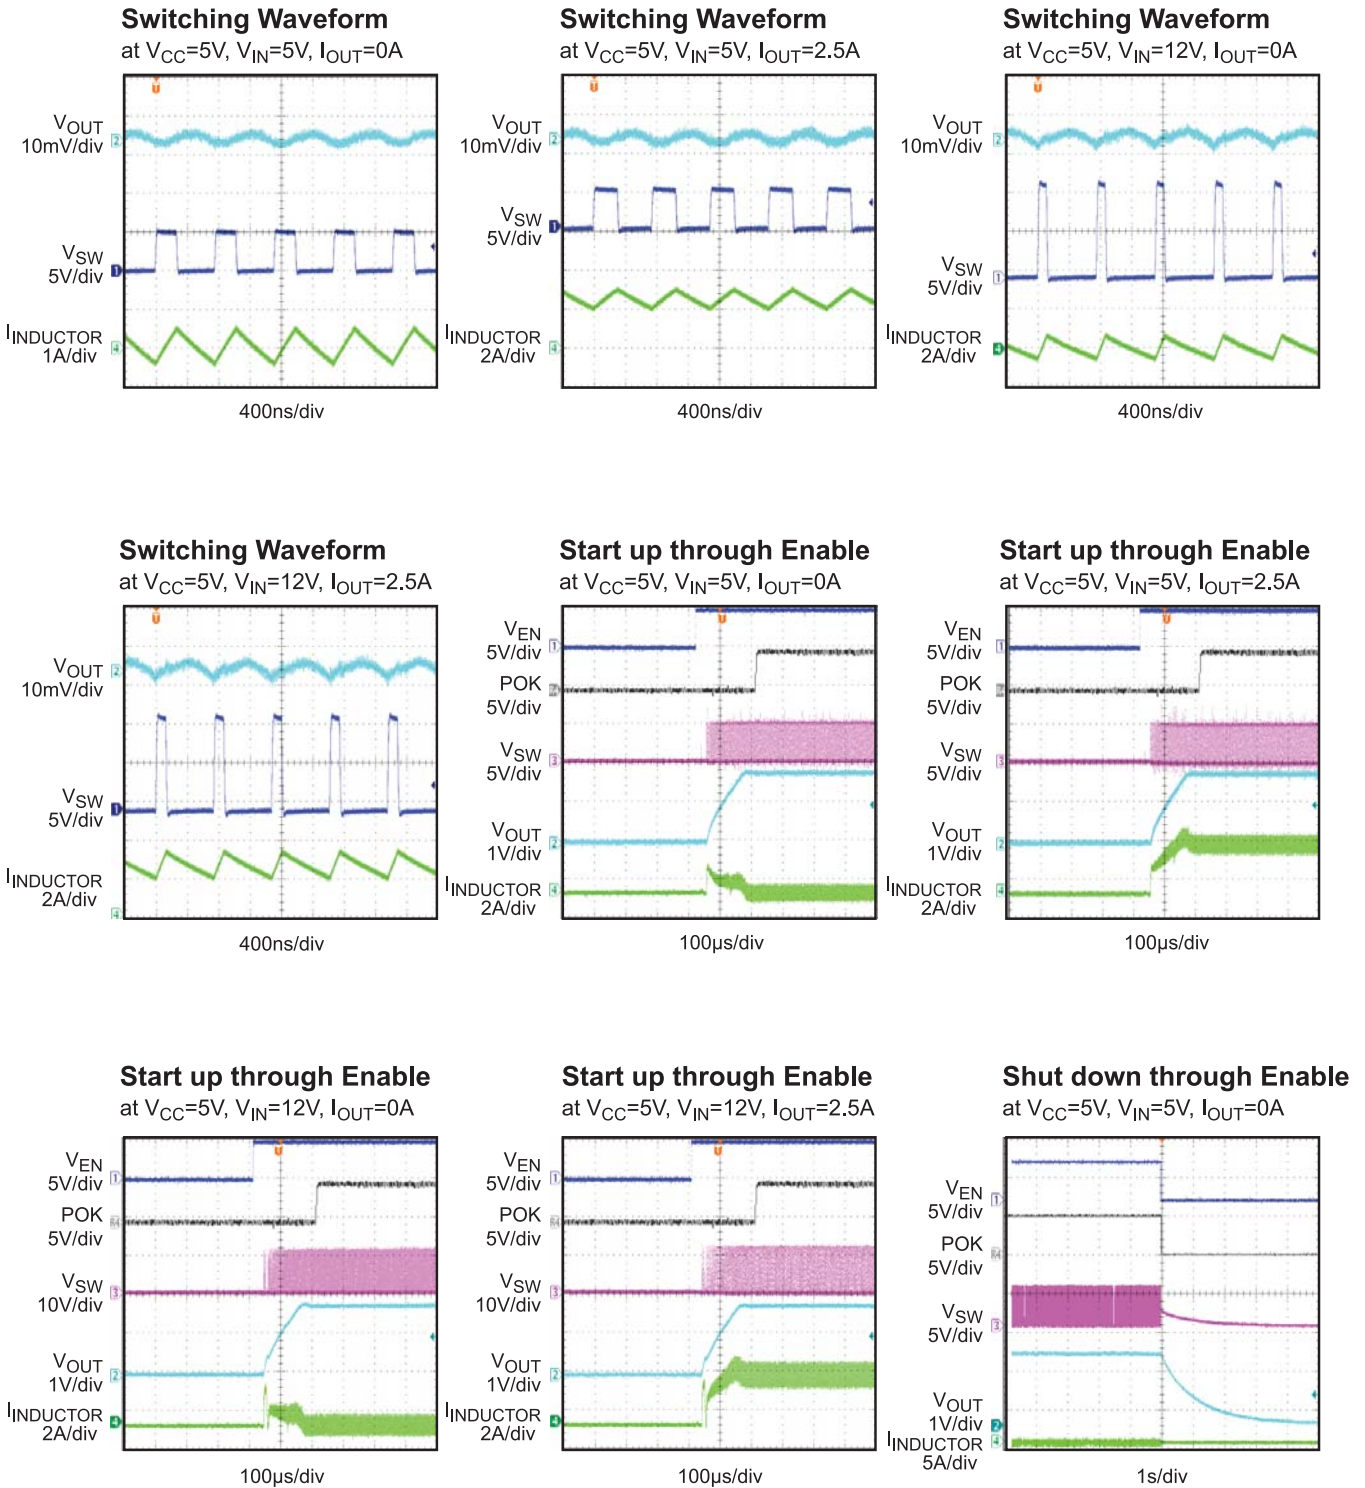 Switching Waveform
at VCC=5V, VIN=5V, IOUT=0A
VOUT
10mV/div
VSW
5V/div
IINDUCTOR
1A/div
400ns/div
Switching Waveform
at VCC=5V, VIN=5V, IOUT=2.5A
VOUT
10mV/div
VSW
5V/div
IINDUCTOR
2A/div
400ns/div
Switching Waveform
at VCC=5V, VIN=12V, IOUT=0A
VOUT
10mV/div
VSW
5V/div
IINDUCTOR
2A/div
400ns/div
Switching Waveform
at VCC=5V, VIN=12V, IOUT=2.5A
VOUT
10mV/div
VSW
5V/div
IINDUCTOR
2A/div
400ns/div
Start up through Enable
at VCC=5V, VIN=5V, IOUT=0A
VEN
5V/div
POK
5V/div
VSW
5V/div
VOUT
1V/div
IINDUCTOR
2A/div
100µs/div
Start up through Enable
at VCC=5V, VIN=5V, IOUT=2.5A
VEN
5V/div
POK
5V/div
VSW
5V/div
VOUT
1V/div
IINDUCTOR
2A/div
100µs/div
Start up through Enable
at VCC=5V, VIN=12V, IOUT=0A
VEN
5V/div
POK
5V/div
VSW
10V/div
VOUT
1V/div
IINDUCTOR
2A/div
100µs/div
Start up through Enable
at VCC=5V, VIN=12V, IOUT=2.5A
VEN
5V/div
POK
5V/div
VSW
10V/div
VOUT
1V/div
IINDUCTOR
2A/div
100µs/div
Shut down through Enable
at VCC=5V, VIN=5V, IOUT=0A
VEN
5V/div
POK
5V/div
VSW
5V/div
VOUT
1V/div
IINDUCTOR
5A/div
1s/div